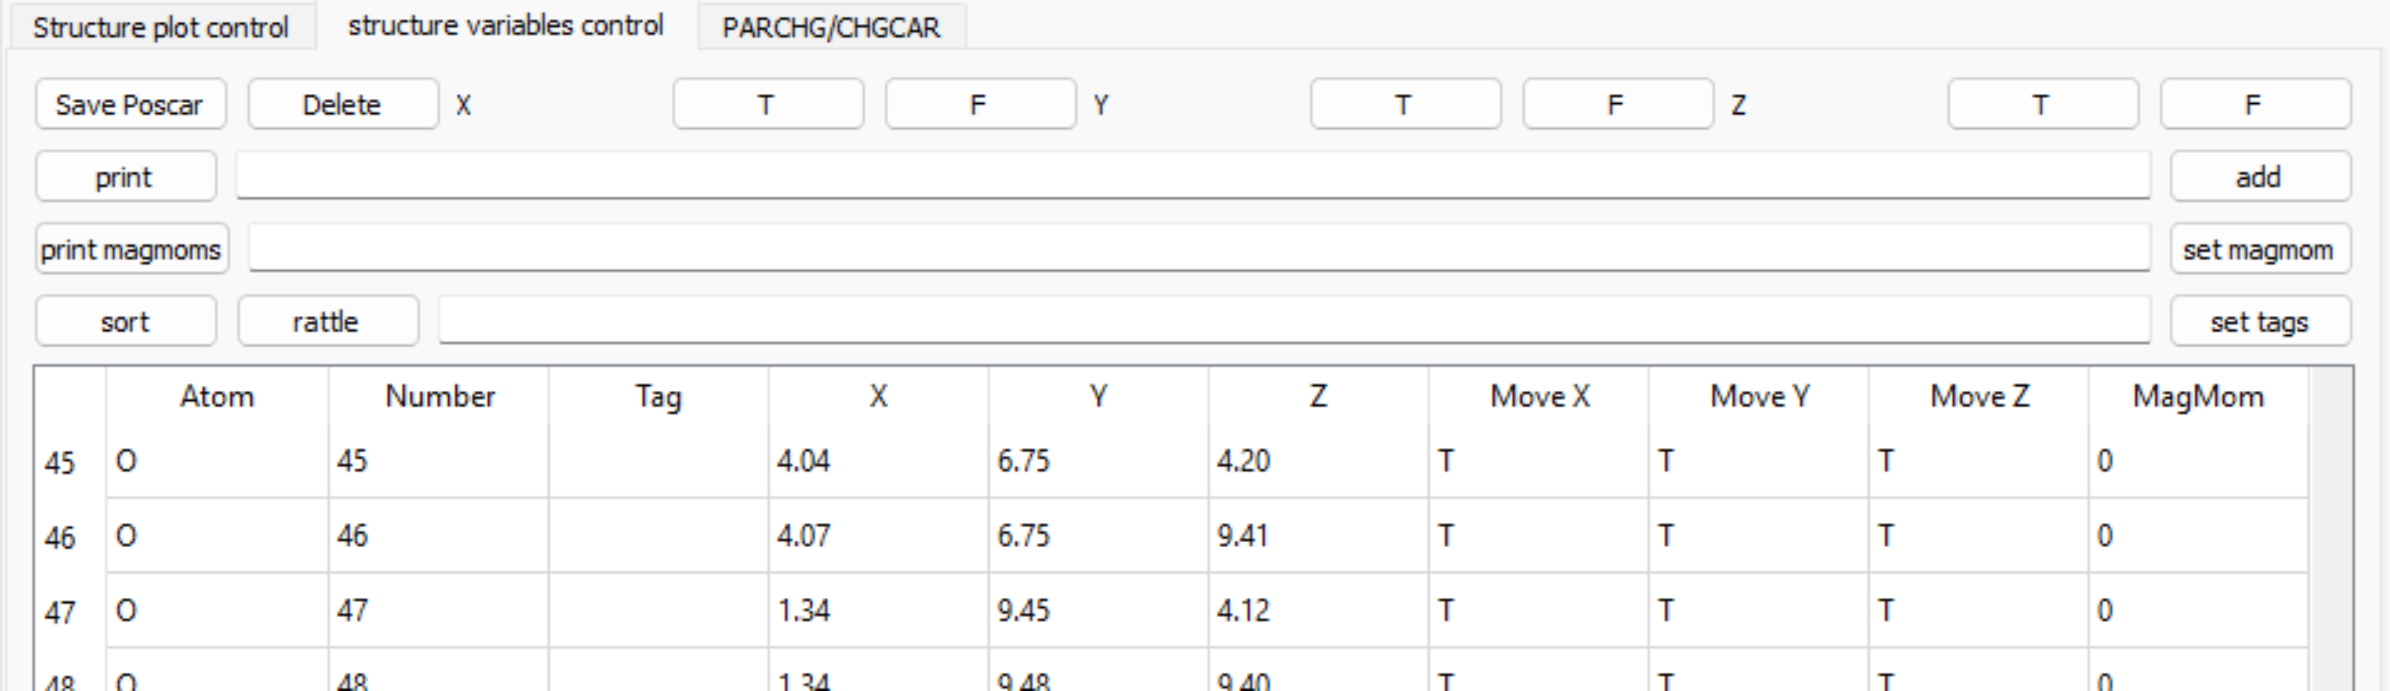 Structure plot control structure variables control PARCHG/CHGCAR
Save Poscar Delete X T F Y T F Z T F
print add
print magmoms set magmom
sort rattle set tags
Atom Number Tag X Y Z Move X Move Y Move Z MagMom
45 O 45 4.04 6.75 4.20 T T T 0
46 O 46 4.07 6.75 9.41 T T T 0
47 O 47 1.34 9.45 4.12 T T T 0
48 O 48 1.34 9.48 9.40 T T T 0